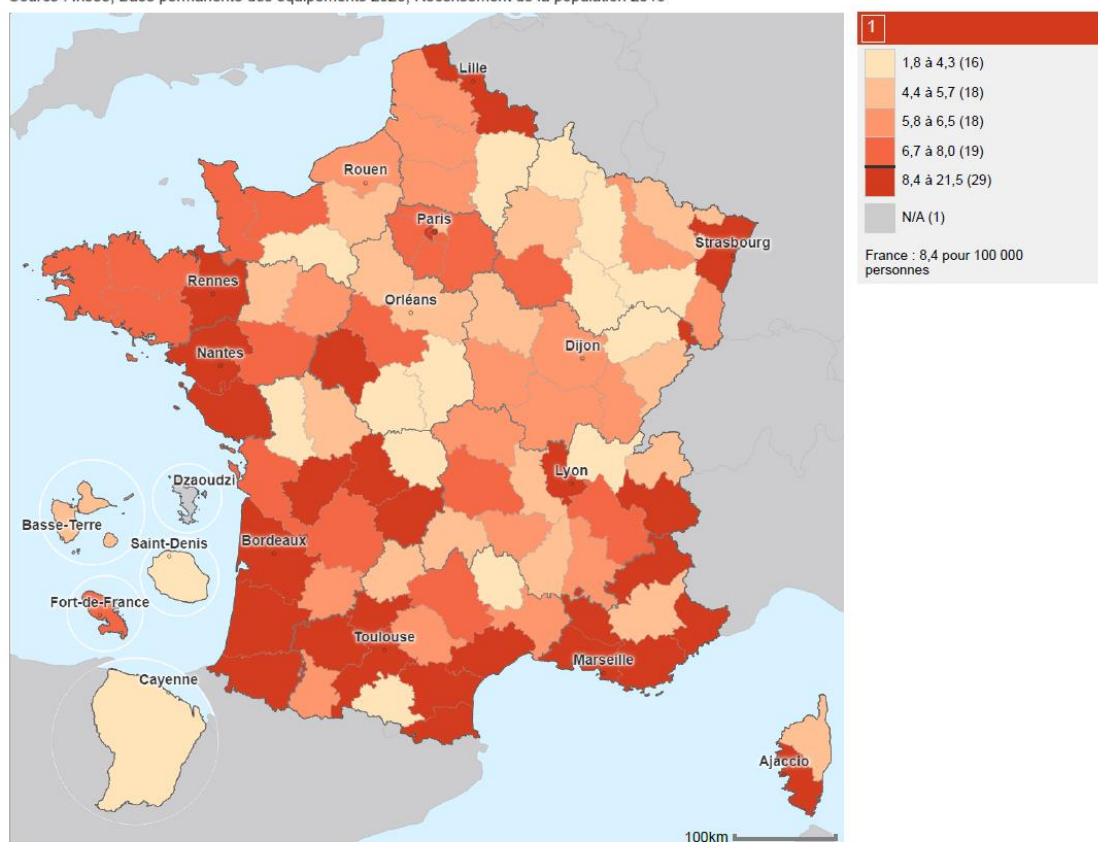 1
1,8 à 4,3 (16)
4,4 à 5,7 (18)
5,8 à 6,5 (18)
6,7 à 8,0 (19)
8,4 à 21,5 (29)
N/A (1)
France : 8,4 pour 100 000
personnes
Lille
Rouen
Paris
Strasbourg
Rennes
Orléans
Nantes
Dijon
Lyon
Dzaoudzi
Basse-Terre
Bordeaux
Saint-Denis
Fort-de-France
Toulouse
Marseille
Cayenne
Ajaccio
100km